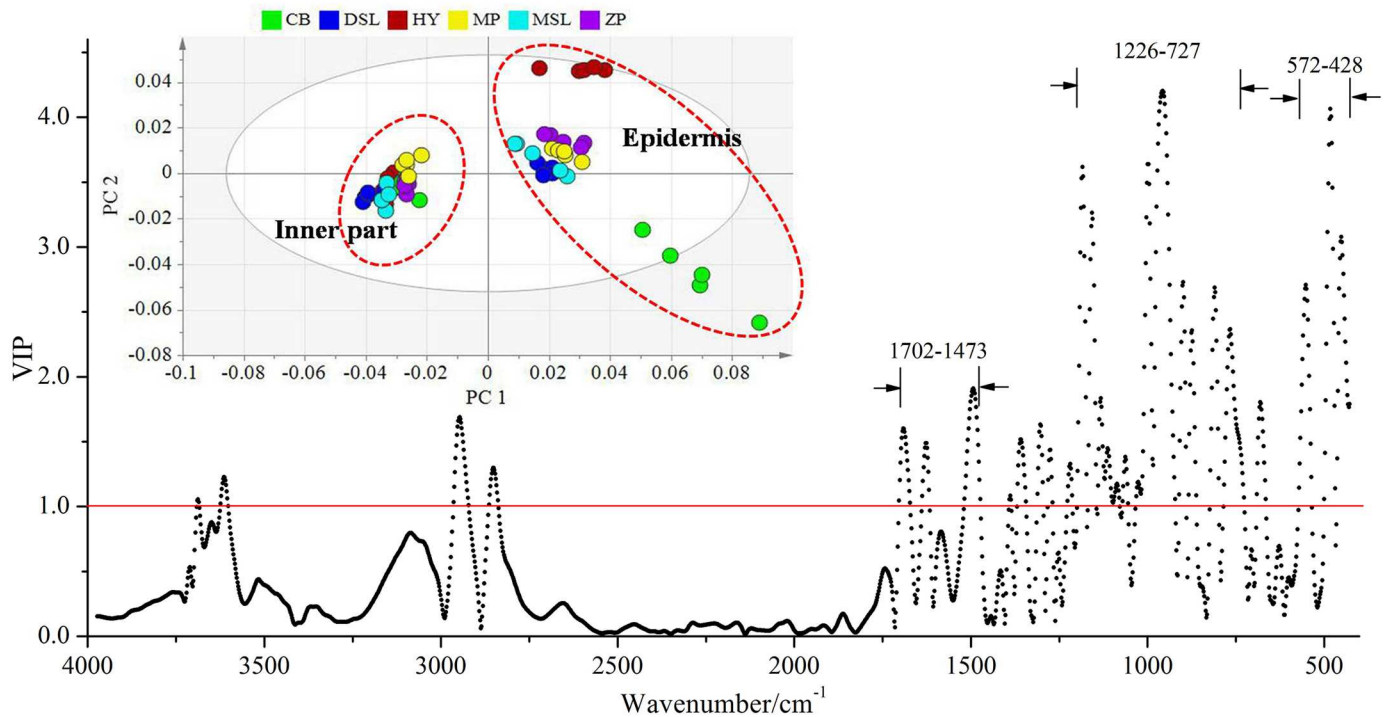 CB DSL HY MP MSL ZP
1226-727
572-428
4.0
0.04
0.02
Epidermis
0
PC 2
-0.02
Inner part
3.0
-0.04
-0.06
-0.08
-0.1 -0.08 -0.06 -0.04 -0.02 0 0.02 0.04 0.06 0.08
PC 1
1702-1473
VIP
2.0
1.0
0.0
4000 3500 3000 2500 2000 1500 1000 500
Wavenumber/cm-1